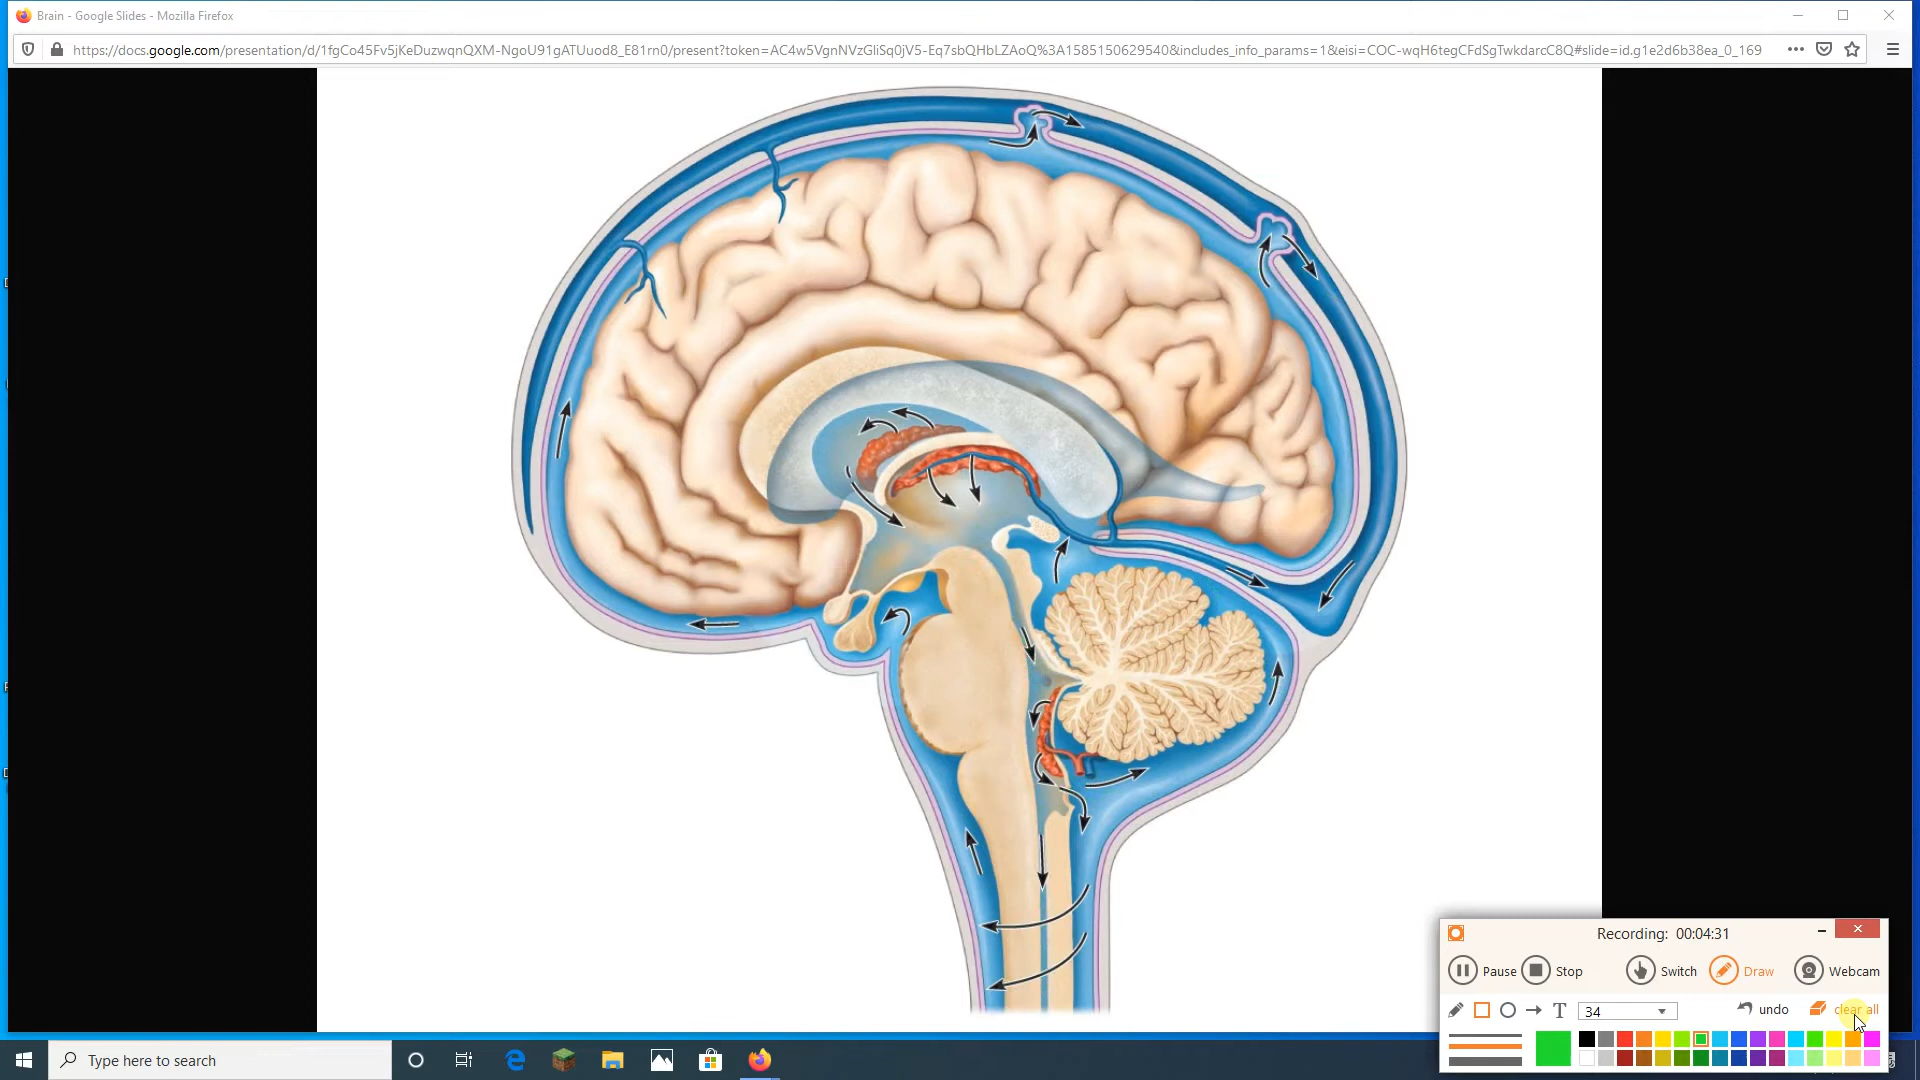 Brain - Google Slides - Mozilla Firefox
https://docs.google.com/presentation/d/1fgCo45Fv5jKeDuzwqnQXM-NgoU91gATUuod8_E81rn0/present?token=AC4w5VgnNVzGliSq0jV5-Eq7sbQHbLZAoQ%3A1585150629540&includes_info_params=1&eisi=COC-wqH6tegCFdSgTwkdarcC8Q#slide=id.g1e2d6b38ea_0_169
Recording: 00:04:31
Pause Stop Switch Draw Webcam
T 34 undo clear all
Type here to search